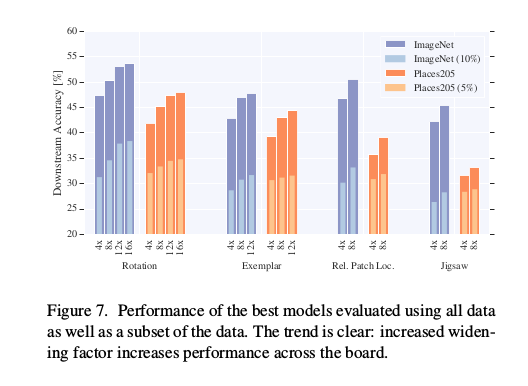 60
55
50
45
40
35
30
25
20
Downstream Accuracy [%]
ImageNet
ImageNet (10%)
Places205
Places205 (5%)
4x 8x 12x 16x 4x 8x 12x 16x 4x 8x 12x 4x 8x 12x 4x 8x 4x 8x 4x 8x 4x 8x
Rotation Exemplar Rel. Patch Loc. Jigsaw
Figure 7. Performance of the best models evaluated using all data
as well as a subset of the data. The trend is clear: increased widen-
ing factor increases performance across the board.